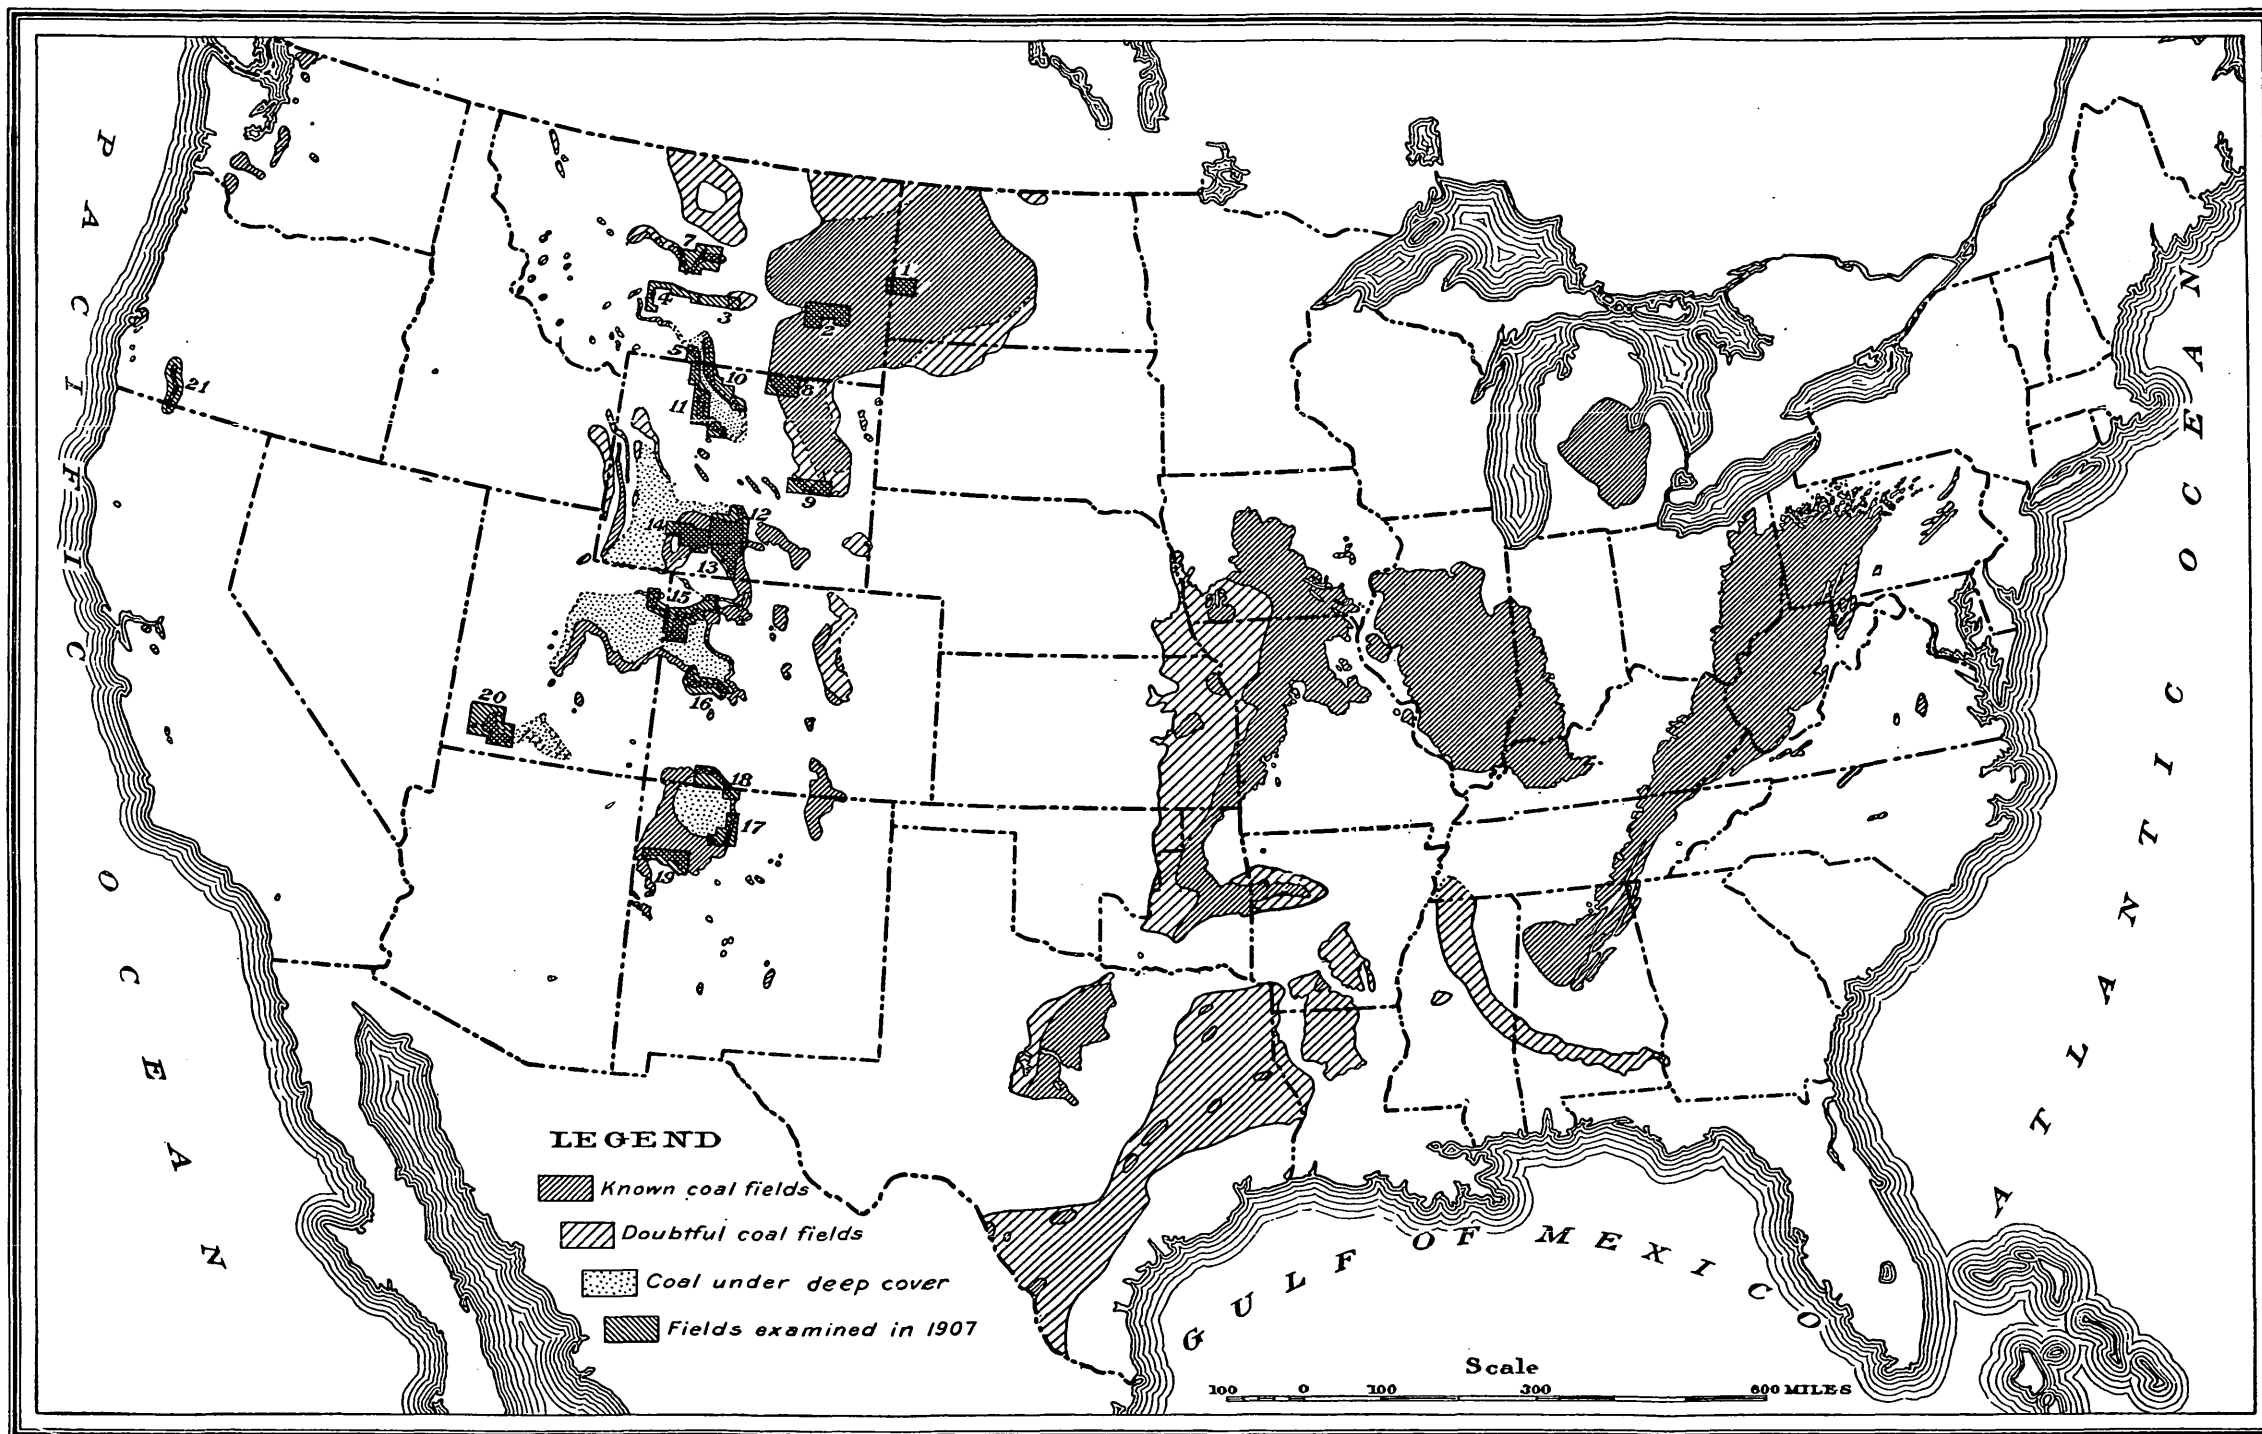 PACIFIC OCEAN
ATLANTIC OCEAN
GULF OF MEXICO
1
2
3
4
5
7
8
9
10
11
12
13
14
15
16
17
18
19
20
21
LEGEND
Known coal fields
Doubtful coal fields
Coal under deep cover
Fields examined in 1907
Scale
100 0 100 300 600 MILES